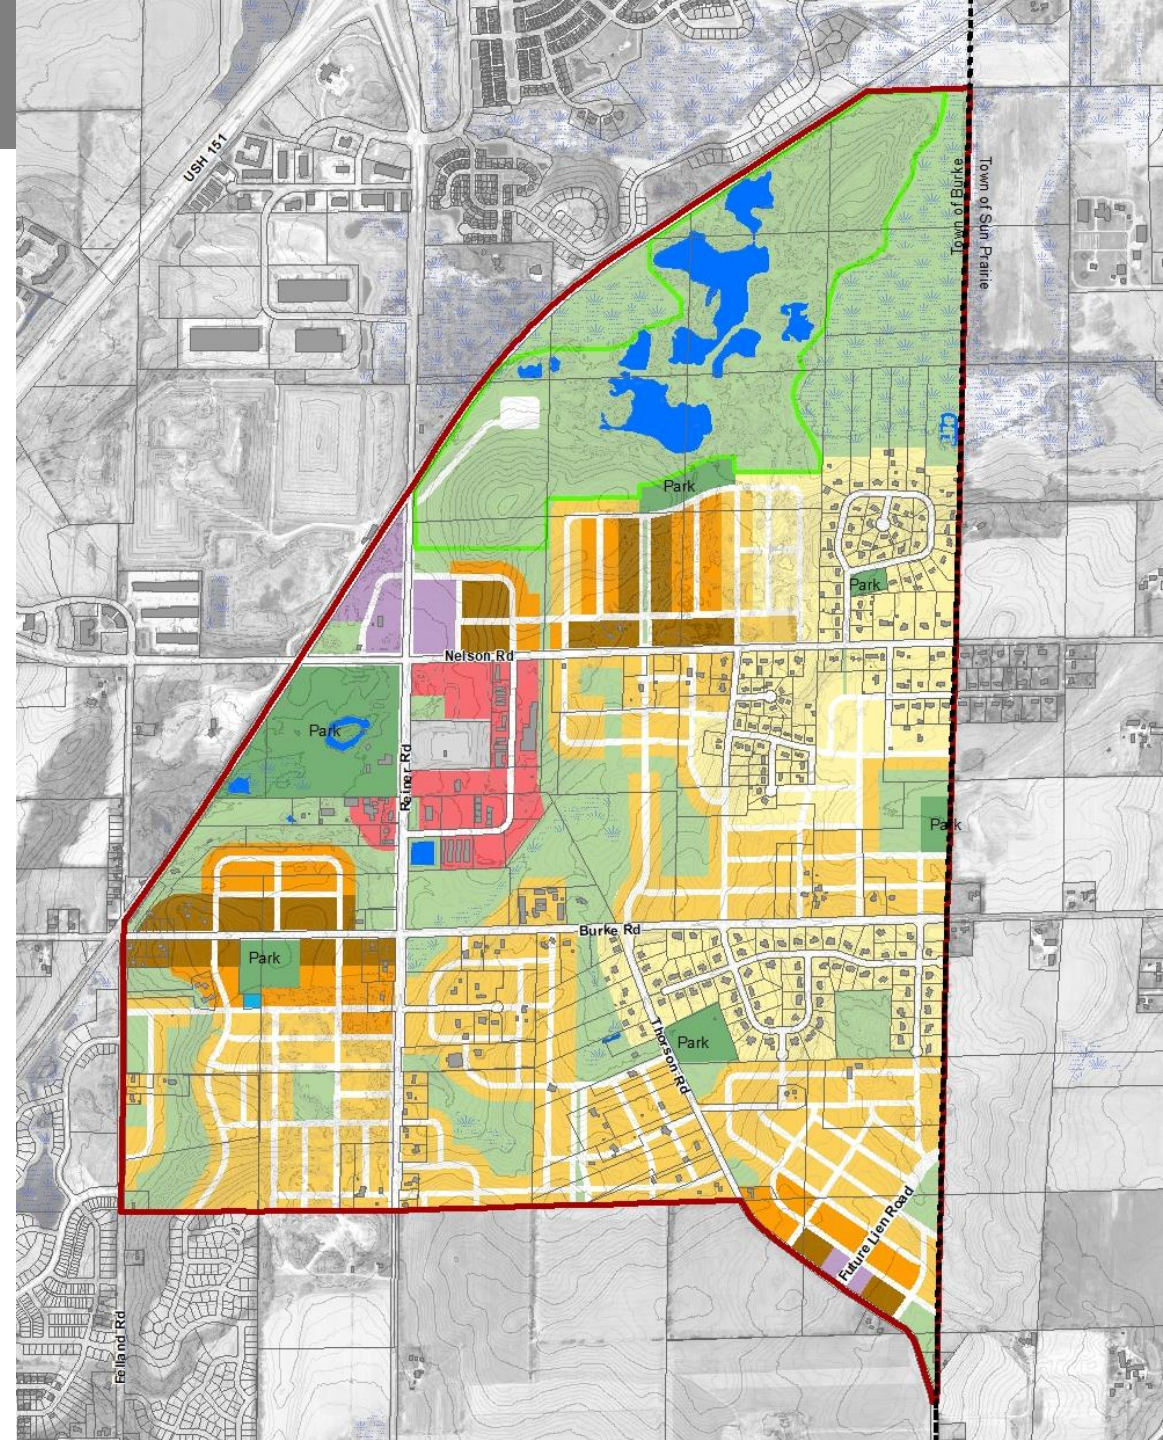 USH 151
Town of Burke
Town of Sun Prairie
Park
Park
Nelson Rd
Park
Reiner Rd
Park
Burke Rd
Park
Thorson Rd
Park
Future Lien Road
Felland Rd